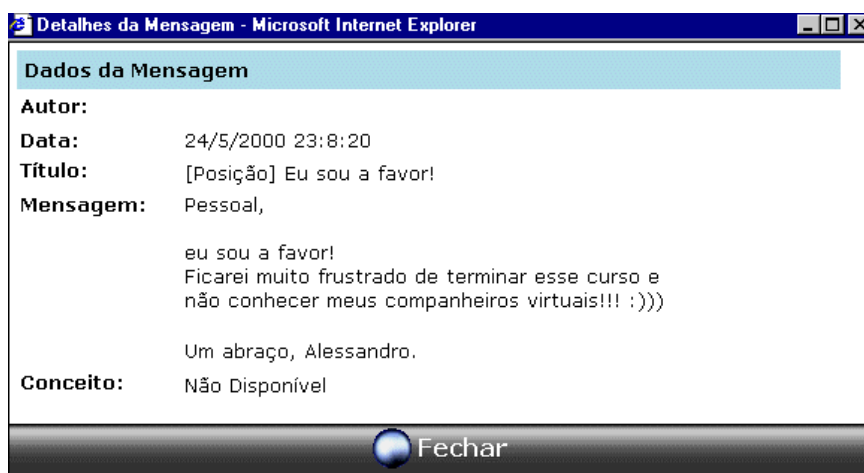 Detalhes da Mensagem - Microsoft Internet Explorer
Dados da Mensagem
Autor:
Data: 24/5/2000 23:8:20
Título: [Posição] Eu sou a favor!
Mensagem: Pessoal,
eu sou a favor!
Ficarei muito frustrado de terminar esse curso e
não conhecer meus companheiros virtuais!!! :)))
Um abraço, Alessandro.
Conceito: Não Disponível
Fechar